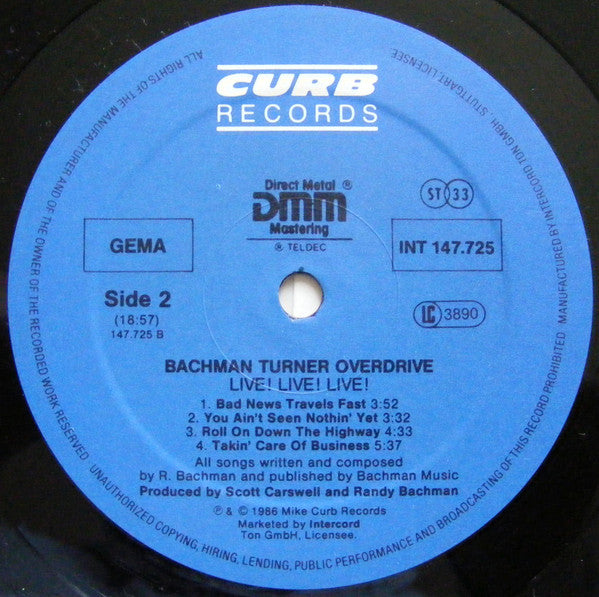 CURB
RECORDS
Direct Metal ®
DMM
Mastering
® TELDEC
ST 33
GEMA
INT 147.725
Side 2
(18:57)
147.725 B
LC 3890
BACHMAN TURNER OVERDRIVE
LIVE! LIVE! LIVE!
1. Bad News Travels Fast 3:52
2. You Ain't Seen Nothin' Yet 3:32
3. Roll On Down The Highway 4:33
4. Takin' Care Of Business 5:37
All songs written and composed
by R. Bachman and published by Bachman Music
Produced by Scott Carswell and Randy Bachman
℗ & © 1986 Mike Curb Records
Marketed by Intercord
Ton GmbH, Licensee.
ALL RIGHTS OF THE MANUFACTURER AND OF THE OWNER OF THE RECORDED WORK RESERVED
UNAUTHORIZED COPYING, HIRING, LENDING, PUBLIC PERFORMANCE AND BROADCASTING OF THIS RECORD PROHIBITED
MANUFACTURED BY INTERCORD TON GMBH, STUTTGART, LICENSEE